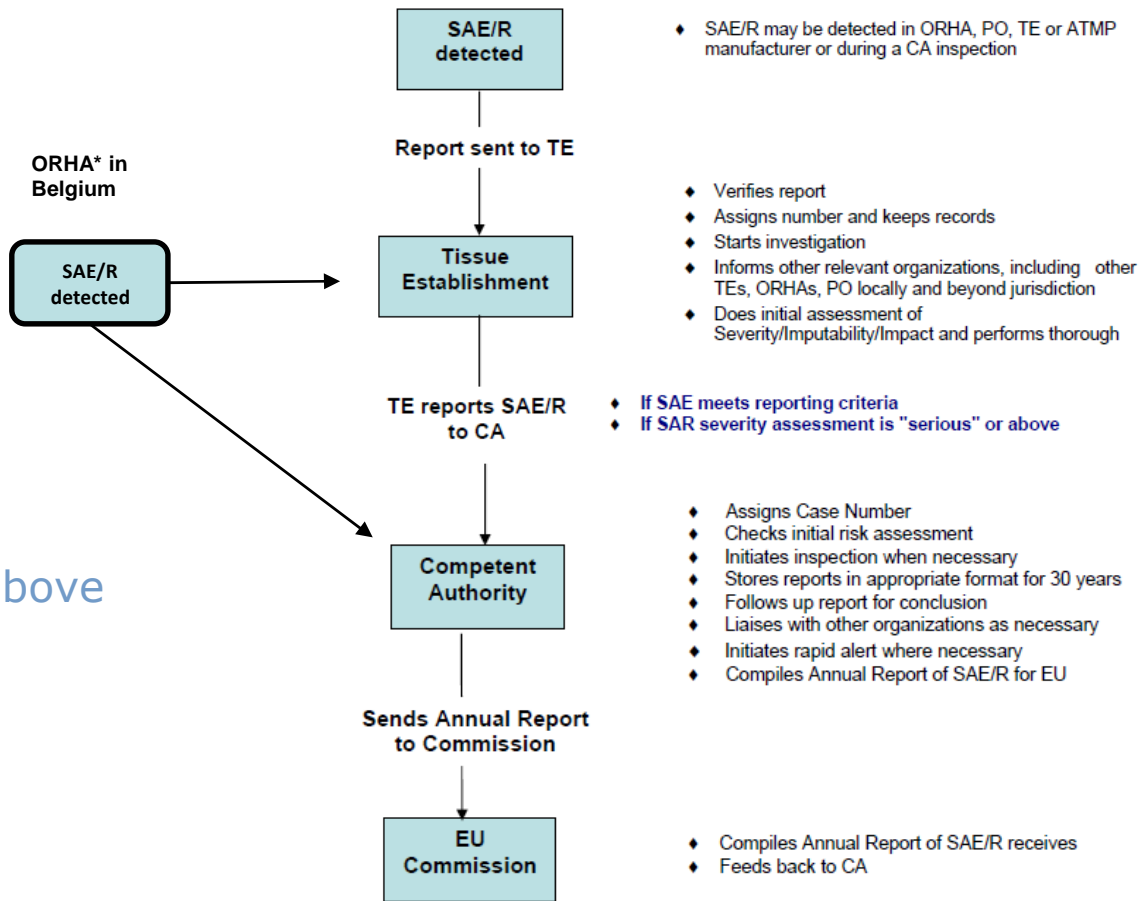 SAE/R
detected
♦ SAE/R may be detected in ORHA, PO, TE or ATMP
manufacturer or during a CA inspection
Report sent to TE
ORHA* in
Belgium
SAE/R
detected
Tissue
Establishment
♦ Verifies report
♦ Assigns number and keeps records
♦ Starts investigation
♦ Informs other relevant organizations, including other
TEs, ORHAs, PO locally and beyond jurisdiction
♦ Does initial assessment of
Severity/Imputability/Impact and performs thorough
TE reports SAE/R
to CA
♦ If SAE meets reporting criteria
♦ If SAR severity assessment is "serious" or above
bove
Competent
Authority
♦ Assigns Case Number
♦ Checks initial risk assessment
♦ Initiates inspection when necessary
♦ Stores reports in appropriate format for 30 years
♦ Follows up report for conclusion
♦ Liaises with other organizations as necessary
♦ Initiates rapid alert where necessary
♦ Compiles Annual Report of SAE/R for EU
Sends Annual Report
to Commission
EU
Commission
♦ Compiles Annual Report of SAE/R receives
♦ Feeds back to CA